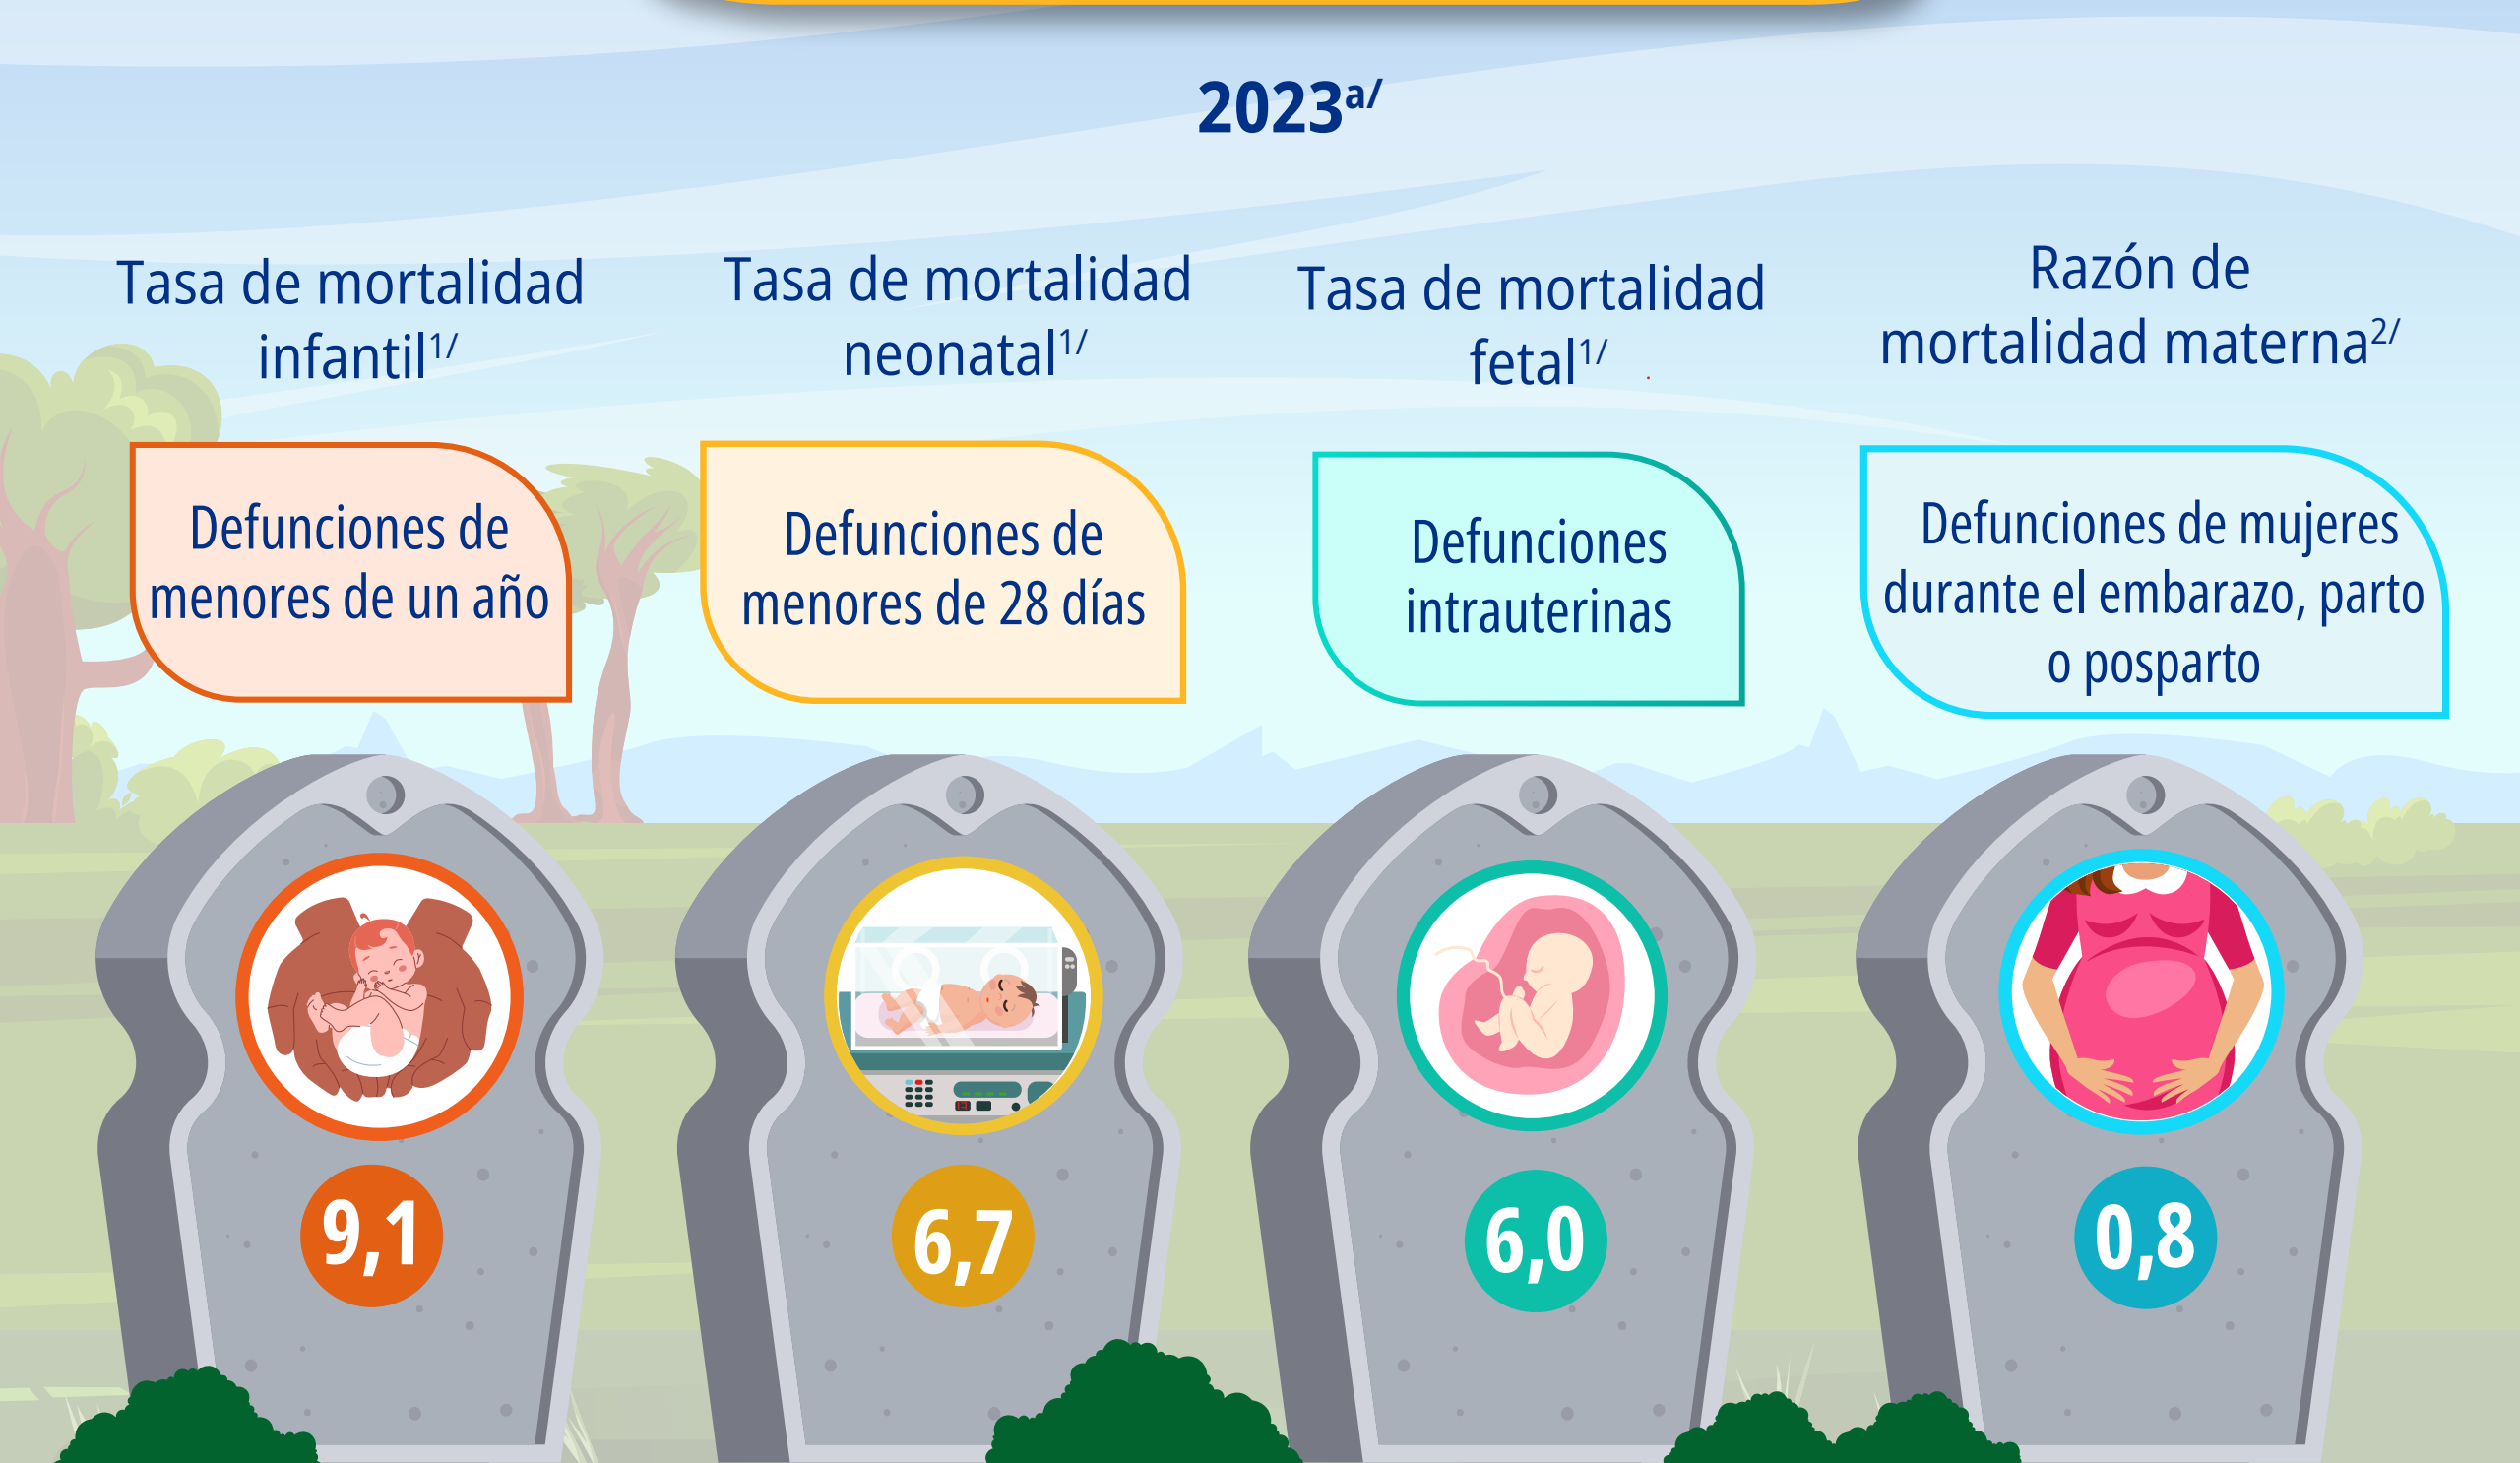 2023a/
Tasa de mortalidad
infantil1/
Defunciones de
menores de un año
9,1
Tasa de mortalidad
neonatal1/
Defunciones de
menores de 28 días
6,7
Tasa de mortalidad
fetal1/
Defunciones
intrauterinas
6,0
Razón de
mortalidad materna2/
Defunciones de mujeres
durante el embarazo, parto
o posparto
0,8